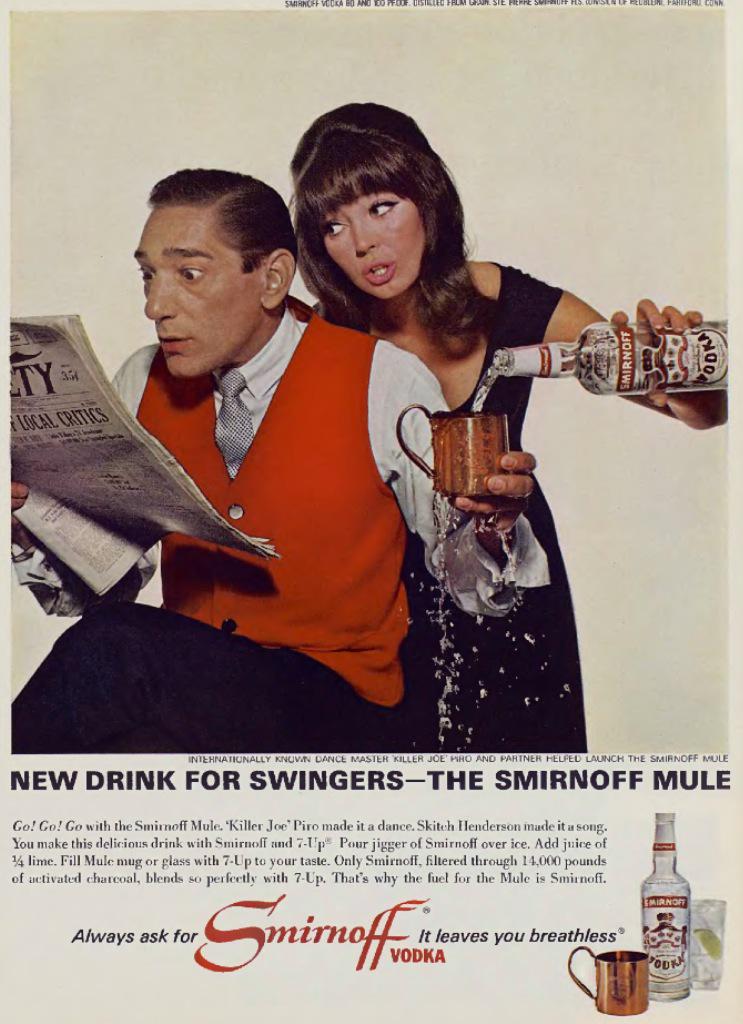 SMIRNOFF VODKA 80 AND 100 PROOF. DISTILLED FROM GRAIN. STE. PIERRE SMIRNOFF FLS. (DIVISION OF HEUBLEIN), HARTFORD, CONN.
ETY
35¢
LOCAL CRITICS
SMIRNOFF
VODKA
INTERNATIONALLY KNOWN DANCE MASTER 'KILLER JOE' PIRO AND PARTNER HELPED LAUNCH THE SMIRNOFF MULE
NEW DRINK FOR SWINGERS—THE SMIRNOFF MULE
Go! Go! Go with the Smirnoff Mule. 'Killer Joe' Piro made it a dance. Skitch Henderson made it a song.
You make this delicious drink with Smirnoff and 7-Up® Pour jigger of Smirnoff over ice. Add juice of
¼ lime. Fill Mule mug or glass with 7-Up to your taste. Only Smirnoff, filtered through 14,000 pounds
of activated charcoal, blends so perfectly with 7-Up. That's why the fuel for the Mule is Smirnoff.
Always ask for Smirnoff® It leaves you breathless®
VODKA
SMIRNOFF
VODKA